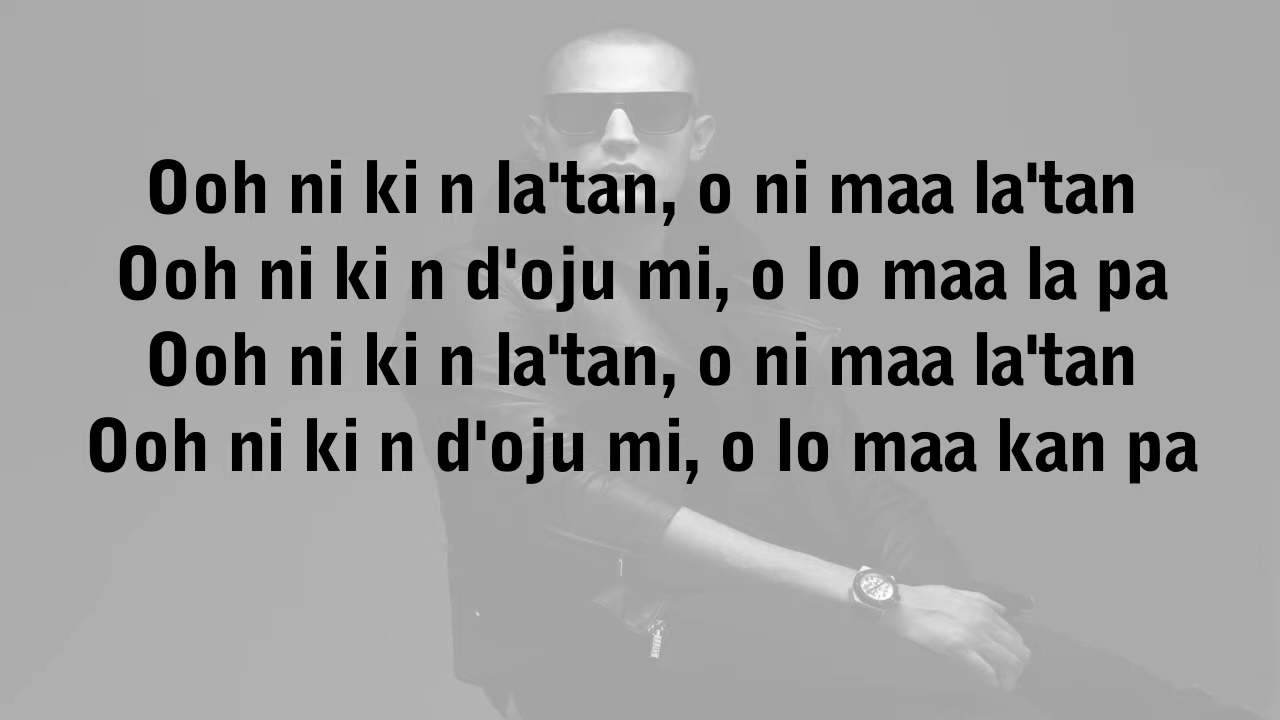 Ooh ni ki n la'tan, o ni maa la'tan
Ooh ni ki n d'oju mi, o lo maa la pa
Ooh ni ki n la'tan, o ni maa la'tan
Ooh ni ki n d'oju mi, o lo maa kan pa